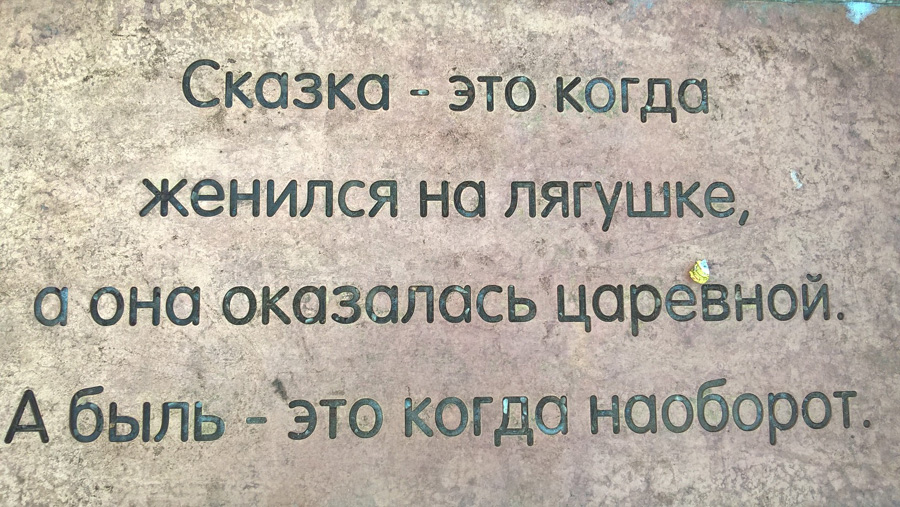 Сказка - это когда
женился на лягушке,
а она оказалась царевной.
А быль - это когда наоборот.